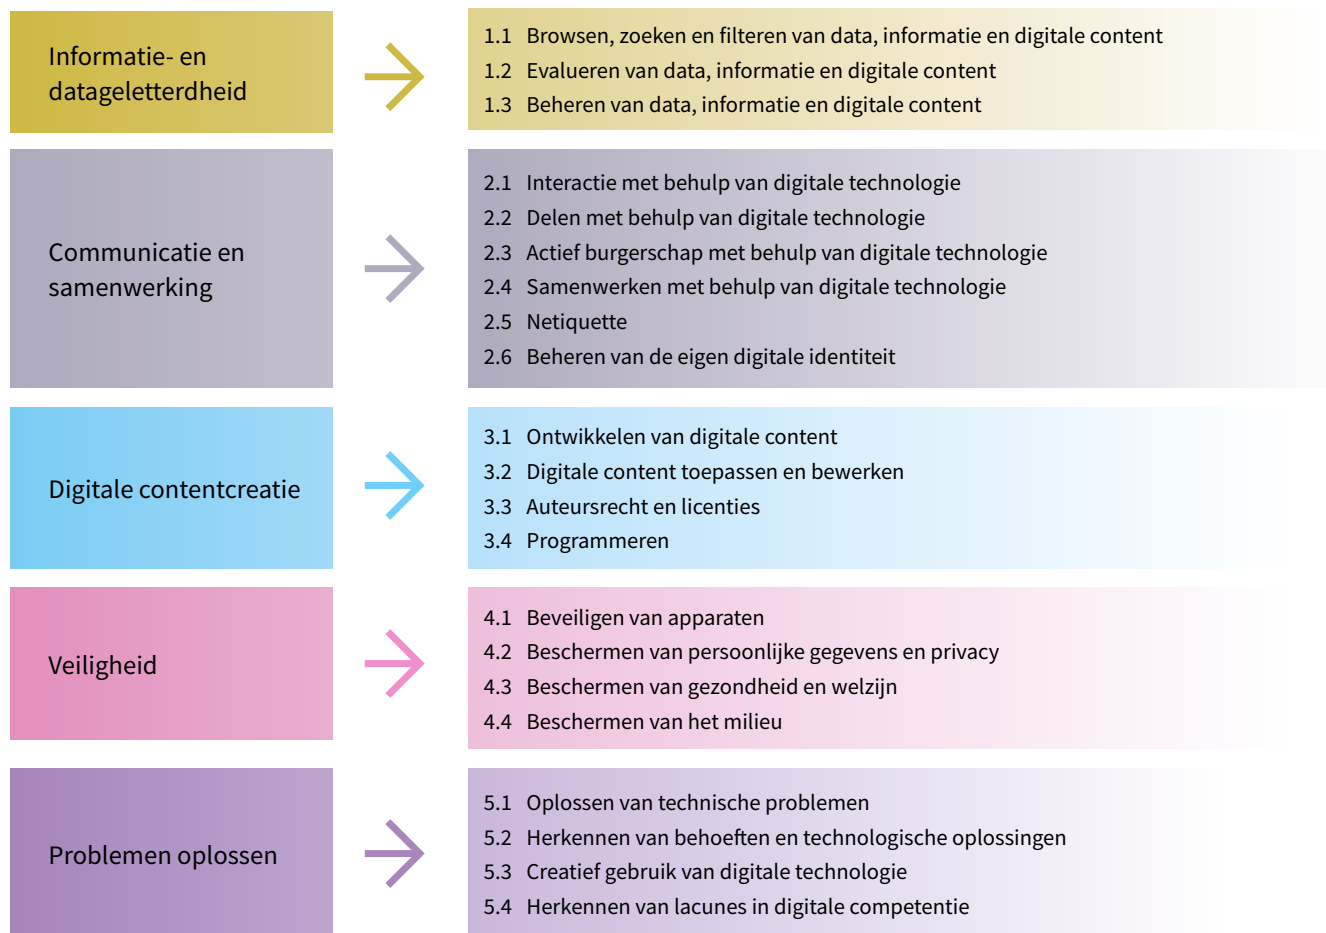 Informatie- en
datageletterdheid
1.1 Browsen, zoeken en filteren van data, informatie en digitale content
1.2 Evalueren van data, informatie en digitale content
1.3 Beheren van data, informatie en digitale content
Communicatie en
samenwerking
2.1 Interactie met behulp van digitale technologie
2.2 Delen met behulp van digitale technologie
2.3 Actief burgerschap met behulp van digitale technologie
2.4 Samenwerken met behulp van digitale technologie
2.5 Netiquette
2.6 Beheren van de eigen digitale identiteit
Digitale contentcreatie
3.1 Ontwikkelen van digitale content
3.2 Digitale content toepassen en bewerken
3.3 Auteursrecht en licenties
3.4 Programmeren
Veiligheid
4.1 Beveiligen van apparaten
4.2 Beschermen van persoonlijke gegevens en privacy
4.3 Beschermen van gezondheid en welzijn
4.4 Beschermen van het milieu
Problemen oplossen
5.1 Oplossen van technische problemen
5.2 Herkennen van behoeften en technologische oplossingen
5.3 Creatief gebruik van digitale technologie
5.4 Herkennen van lacunes in digitale competentie